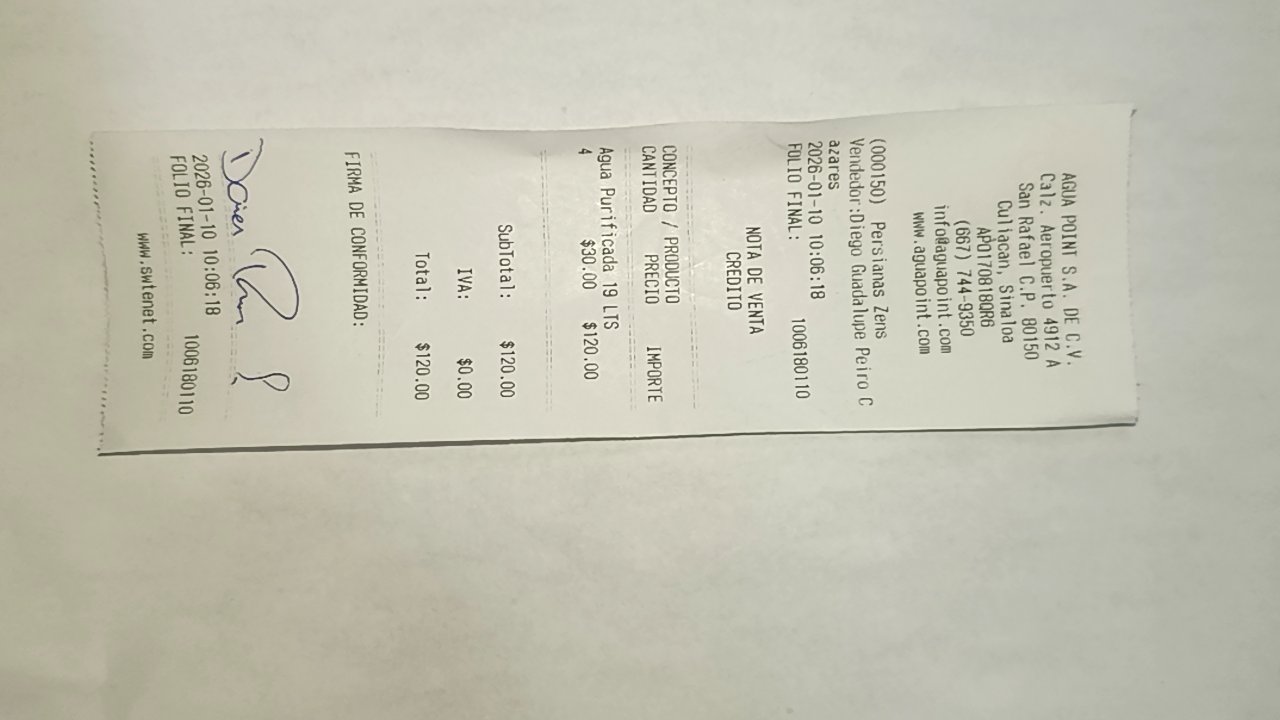 AGUA POINT S.A. DE C.V.
Calz. Aeropuerto 4912 A
San Rafael C.P. 80150
Culiacan, Sinaloa
APO170818QR6
(667) 744-9350
info@aguapoint.com
www.aguapoint.com
(000150) Persianas Zens
Vendedor:Diego Guadalupe Peiro C
azares
2026-01-10 10:06:18
FOLIO FINAL: 1006180110
NOTA DE VENTA
CREDITO
CONCEPTO / PRODUCTO
CANTIDAD PRECIO IMPORTE
Agua Purificada 19 LTS
4 $30.00 $120.00
SubTotal: $120.00
IVA: $0.00
Total: $120.00
FIRMA DE CONFORMIDAD:
2026-01-10 10:06:18
FOLIO FINAL: 1006180110
www.swtenet.com